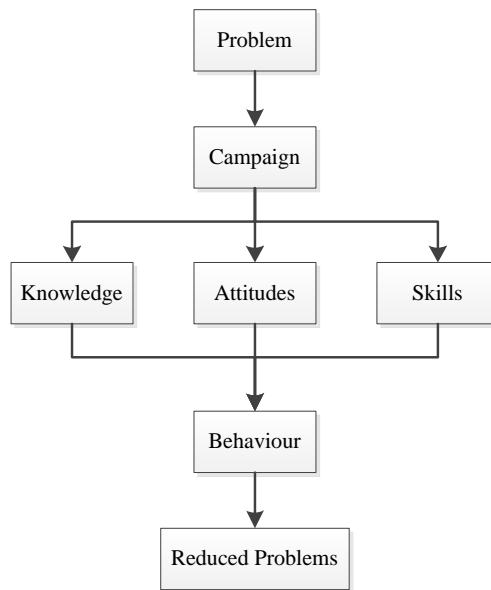 Problem
Campaign
Knowledge
Attitudes
Skills
Behaviour
Reduced Problems